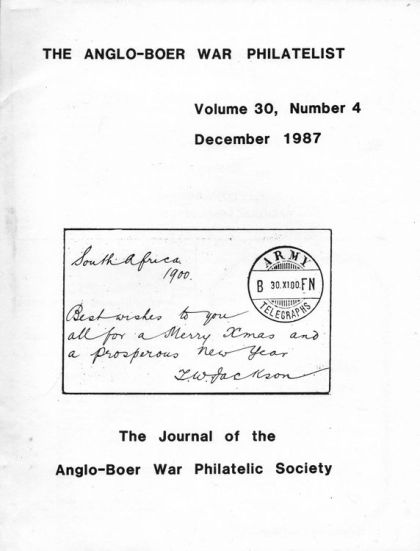 THE ANGLO-BOER WAR PHILATELIST
Volume 30, Number 4
December 1987
South Africa
1900.
ARMY
B 30.XI00.FN
TELEGRAPHS
Best wishes to you
all for a Merry Xmas and
a prosperous New Year
T.W. Jackson
The Journal of the
Anglo-Boer War Philatelic Society